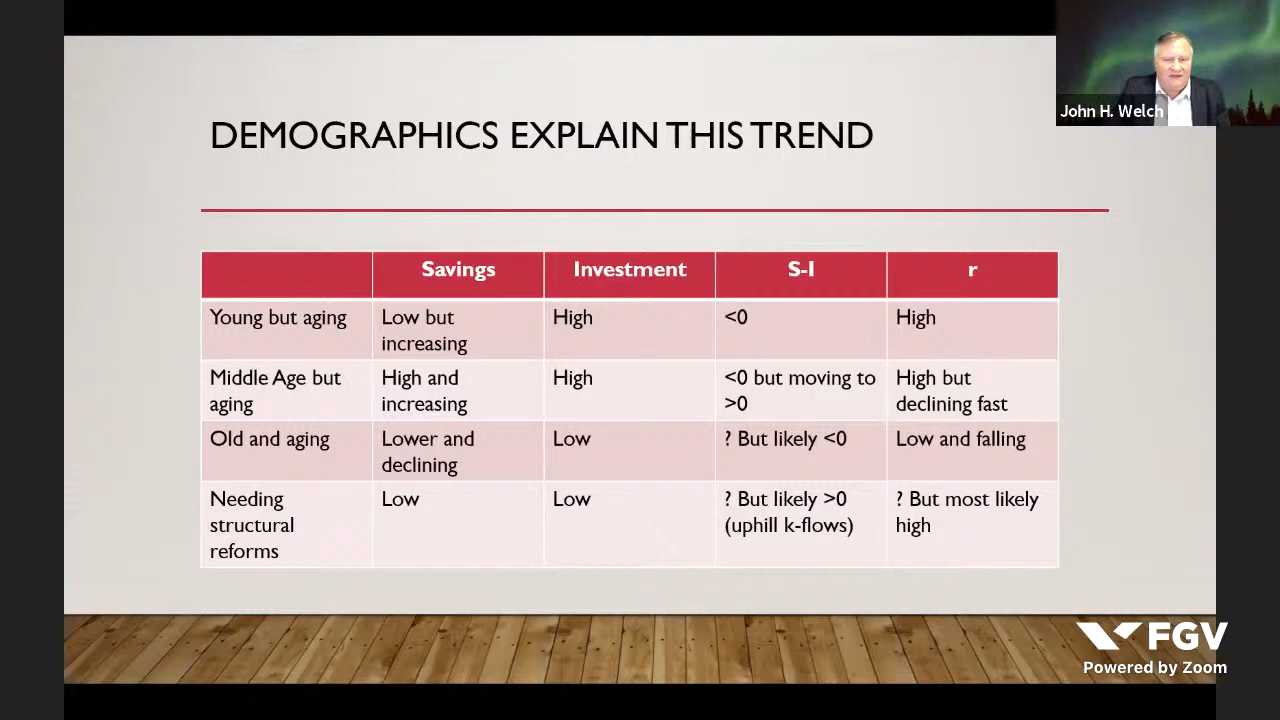 John H. Welch
DEMOGRAPHICS EXPLAIN THIS TREND
Savings Investment S-I r
Young but aging Low but increasing High <0 High
Middle Age but aging High and increasing High <0 but moving to >0 High but declining fast
Old and aging Lower and declining Low ? But likely <0 Low and falling
Needing structural reforms Low Low ? But likely >0 (uphill k-flows) ? But most likely high
FGV
Powered by Zoom